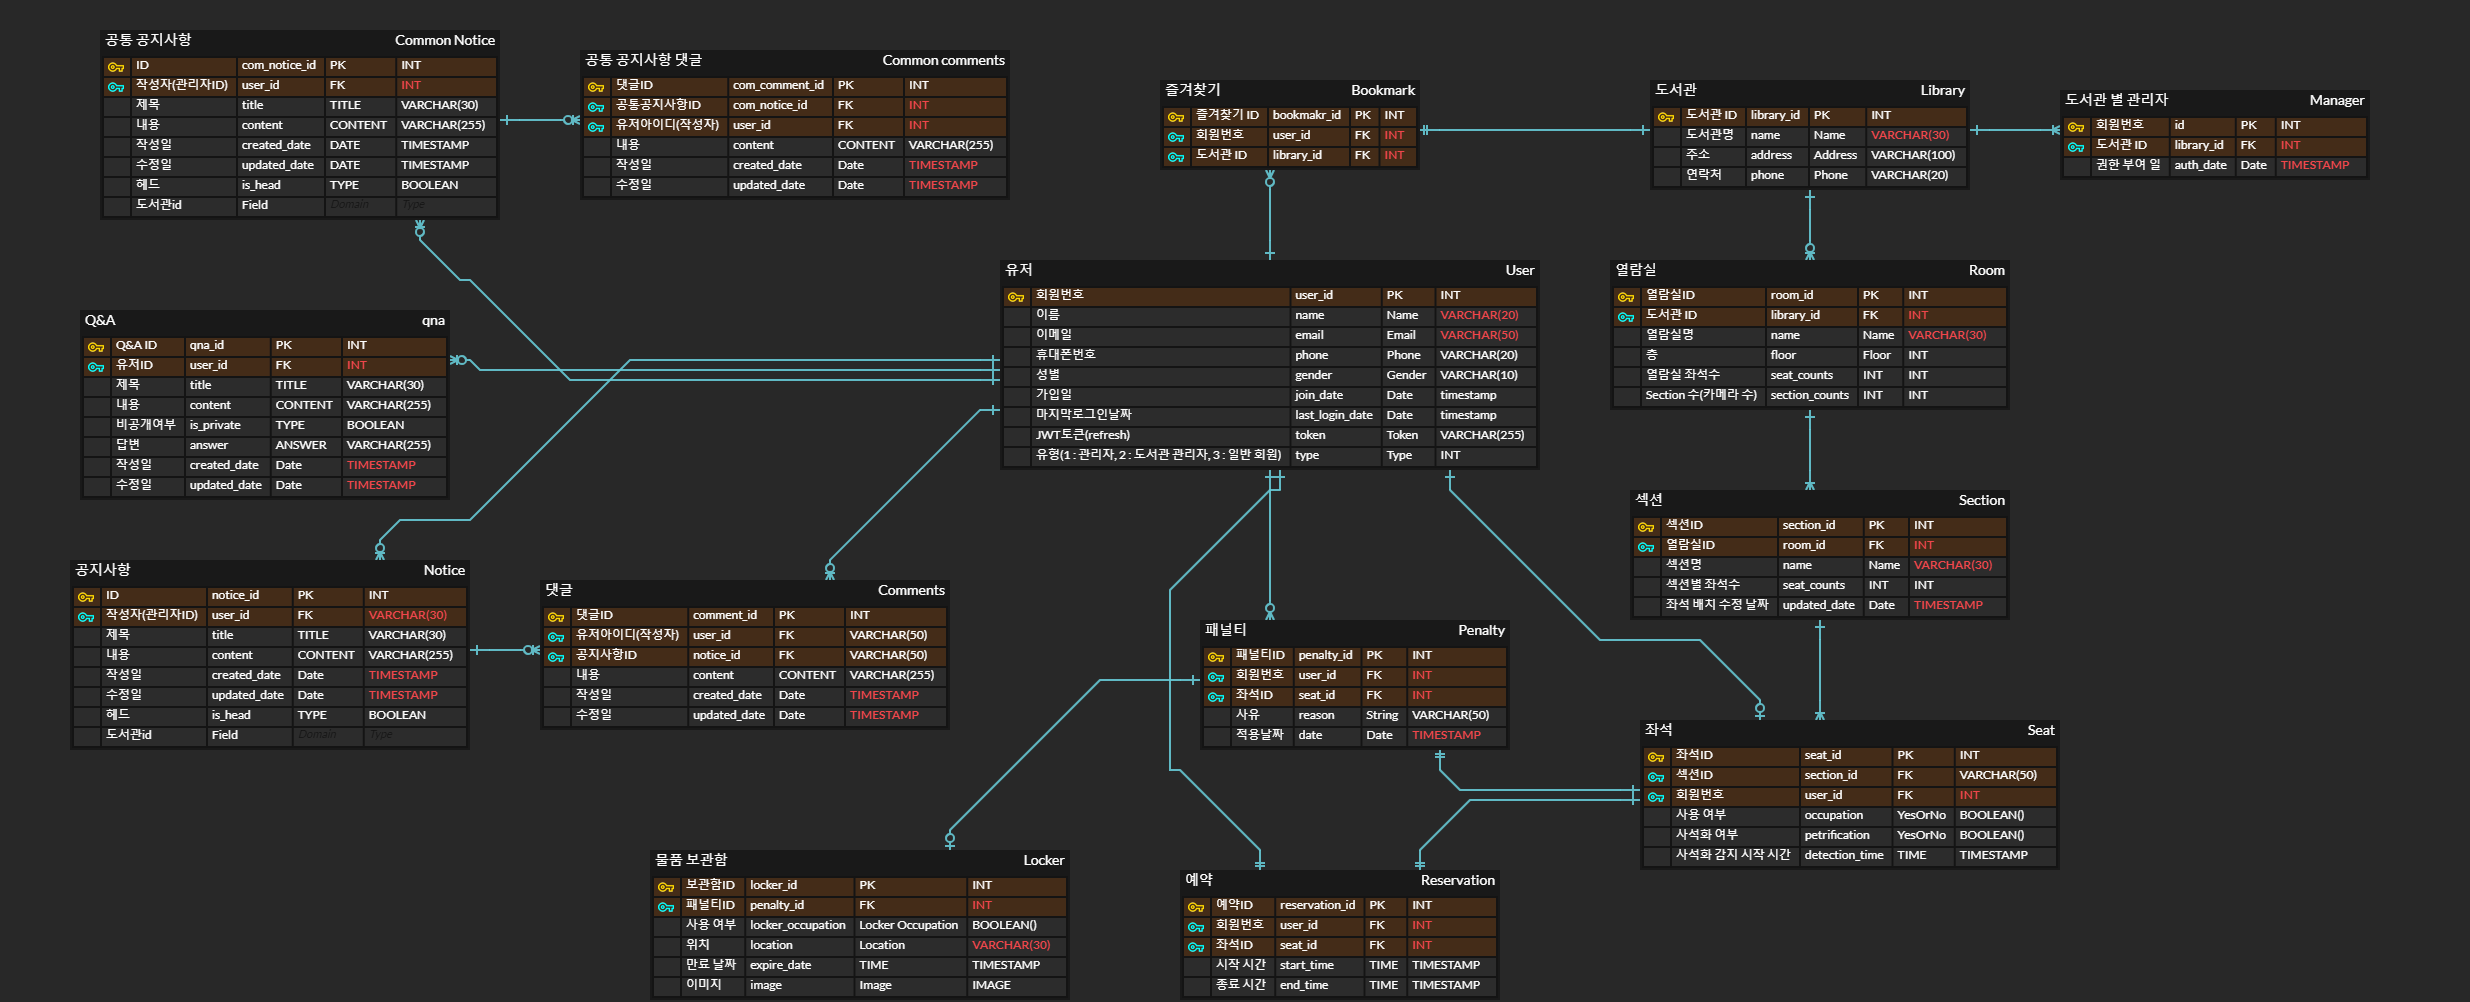 공통 공지사항 Common Notice
ID com_notice_id PK INT
작성자(관리자ID) user_id FK INT
제목 title TITLE VARCHAR(30)
내용 content CONTENT VARCHAR(255)
작성일 created_date DATE TIMESTAMP
수정일 updated_date DATE TIMESTAMP
헤드 is_head TYPE BOOLEAN
도서관id Field Domain Type
공통 공지사항 댓글 Common comments
댓글ID com_comment_id PK INT
공통공지사항ID com_notice_id FK INT
유저아이디(작성자) user_id FK INT
내용 content CONTENT VARCHAR(255)
작성일 created_date Date TIMESTAMP
수정일 updated_date Date TIMESTAMP
즐겨찾기 Bookmark
즐겨찾기 ID bookmakr_id PK INT
회원번호 user_id FK INT
도서관 ID library_id FK INT
도서관 Library
도서관 ID library_id PK INT
도서관명 name Name VARCHAR(30)
주소 address Address VARCHAR(100)
연락처 phone Phone VARCHAR(20)
도서관 별 관리자 Manager
회원번호 id PK INT
도서관 ID library_id FK INT
권한 부여 일 auth_date Date TIMESTAMP
유저 User
회원번호 user_id PK INT
이름 name Name VARCHAR(20)
이메일 email Email VARCHAR(50)
휴대폰번호 phone Phone VARCHAR(20)
성별 gender Gender VARCHAR(10)
가입일 join_date Date timestamp
마지막로그인날짜 last_login_date Date timestamp
JWT토큰(refresh) token Token VARCHAR(255)
유형(1 : 관리자, 2 : 도서관 관리자, 3 : 일반 회원) type Type INT
열람실 Room
열람실ID room_id PK INT
도서관 ID library_id FK INT
열람실명 name Name VARCHAR(30)
층 floor Floor INT
열람실 좌석수 seat_counts INT INT
Section 수(카메라 수) section_counts INT INT
Q&A qna
Q&A ID qna_id PK INT
유저ID user_id FK INT
제목 title TITLE VARCHAR(30)
내용 content CONTENT VARCHAR(255)
비공개여부 is_private TYPE BOOLEAN
답변 answer ANSWER VARCHAR(255)
작성일 created_date Date TIMESTAMP
수정일 updated_date Date TIMESTAMP
섹션 Section
섹션ID section_id PK INT
열람실ID room_id FK INT
섹션명 name Name VARCHAR(30)
섹션별 좌석수 seat_counts INT INT
좌석 배치 수정 날짜 updated_date Date TIMESTAMP
공지사항 Notice
ID notice_id PK INT
작성자(관리자ID) user_id FK VARCHAR(30)
제목 title TITLE VARCHAR(30)
내용 content CONTENT VARCHAR(255)
작성일 created_date Date TIMESTAMP
수정일 updated_date Date TIMESTAMP
헤드 is_head TYPE BOOLEAN
도서관id Field Domain Type
댓글 Comments
댓글ID comment_id PK INT
유저아이디(작성자) user_id FK VARCHAR(50)
공지사항ID notice_id FK VARCHAR(50)
내용 content CONTENT VARCHAR(255)
작성일 created_date Date TIMESTAMP
수정일 updated_date Date TIMESTAMP
패널티 Penalty
패널티ID penalty_id PK INT
회원번호 user_id FK INT
좌석ID seat_id FK INT
사유 reason String VARCHAR(50)
적용날짜 date Date TIMESTAMP
좌석 Seat
좌석ID seat_id PK INT
섹션ID section_id FK VARCHAR(50)
회원번호 user_id FK INT
사용 여부 occupation YesOrNo BOOLEAN()
사석화 여부 petrification YesOrNo BOOLEAN()
사석화 감지 시작 시간 detection_time TIME TIMESTAMP
물품 보관함 Locker
보관함ID locker_id PK INT
패널티ID penalty_id FK INT
사용 여부 locker_occupation Locker Occupation BOOLEAN()
위치 location Location VARCHAR(30)
만료 날짜 expire_date TIME TIMESTAMP
이미지 image Image IMAGE
예약 Reservation
예약ID reservation_id PK INT
회원번호 user_id FK INT
좌석ID seat_id FK INT
시작 시간 start_time TIME TIMESTAMP
종료 시간 end_time TIME TIMESTAMP